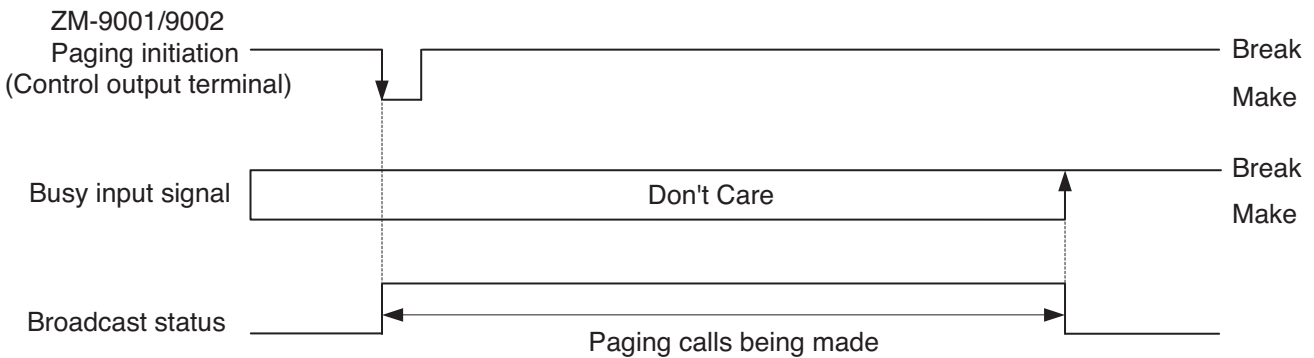 ZM-9001/9002
Paging initiation
(Control output terminal)
Break
Make
Busy input signal
Don't Care
Break
Make
Broadcast status
Paging calls being made